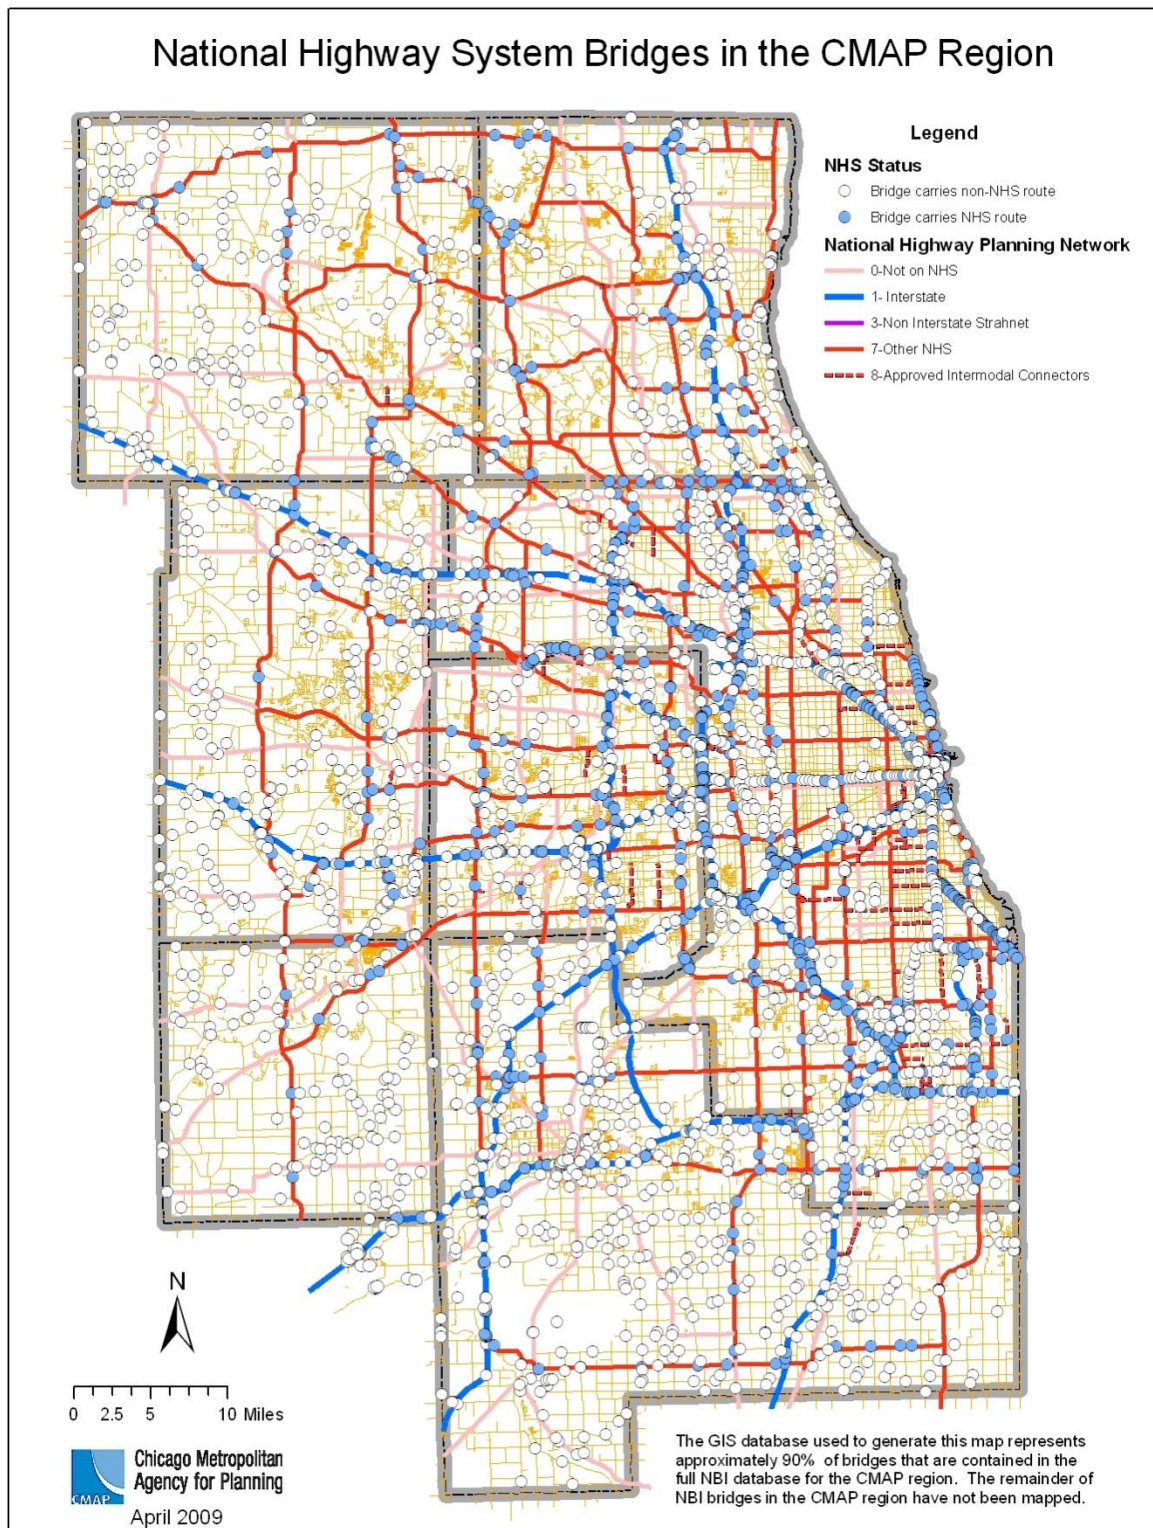 National Highway System Bridges in the CMAP Region
Legend
NHS Status
Bridge carries non-NHS route
Bridge carries NHS route
National Highway Planning Network
0-Not on NHS
1- Interstate
3-Non Interstate Strahnet
7-Other NHS
8-Approved Intermodal Connectors
N
0 2.5 5 10 Miles
CMAP
Chicago Metropolitan
Agency for Planning
April 2009
The GIS database used to generate this map represents
approximately 90% of bridges that are contained in the
full NBI database for the CMAP region. The remainder of
NBI bridges in the CMAP region have not been mapped.